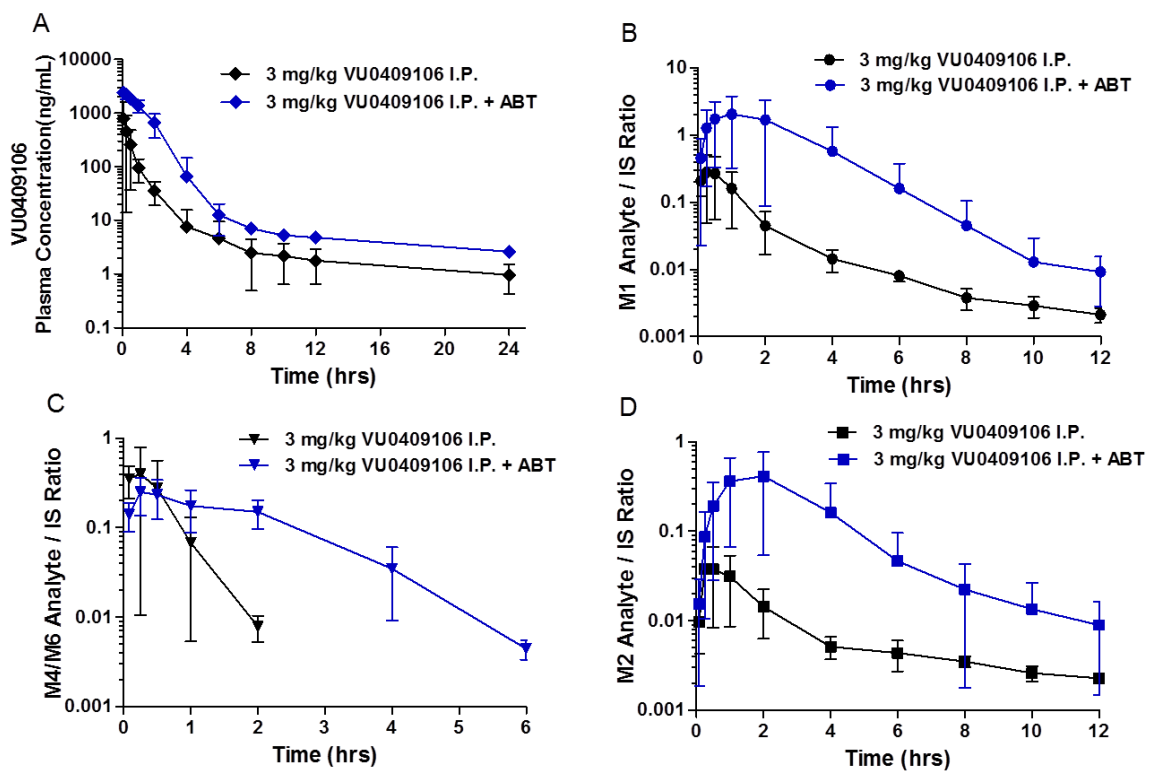 A
3 mg/kg VU0409106 I.P.
3 mg/kg VU0409106 I.P. + ABT
VU0409106
Plasma Concentration(ng/mL)
10000
1000
100
10
1
0.1
0 4 8 12 16 20 24
Time (hrs)
B
3 mg/kg VU0409106 I.P.
3 mg/kg VU0409106 I.P. + ABT
M1 Analyte / IS Ratio
10
1
0.1
0.01
0.001
0 2 4 6 8 10 12
Time (hrs)
C
3 mg/kg VU0409106 I.P.
3 mg/kg VU0409106 I.P. + ABT
M4/M6 Analyte / IS Ratio
1
0.1
0.01
0.001
0 1 2 3 4 5 6
Time (hrs)
D
3 mg/kg VU0409106 I.P.
3 mg/kg VU0409106 I.P. + ABT
M2 Analyte / IS Ratio
1
0.1
0.01
0.001
0 2 4 6 8 10 12
Time (hrs)